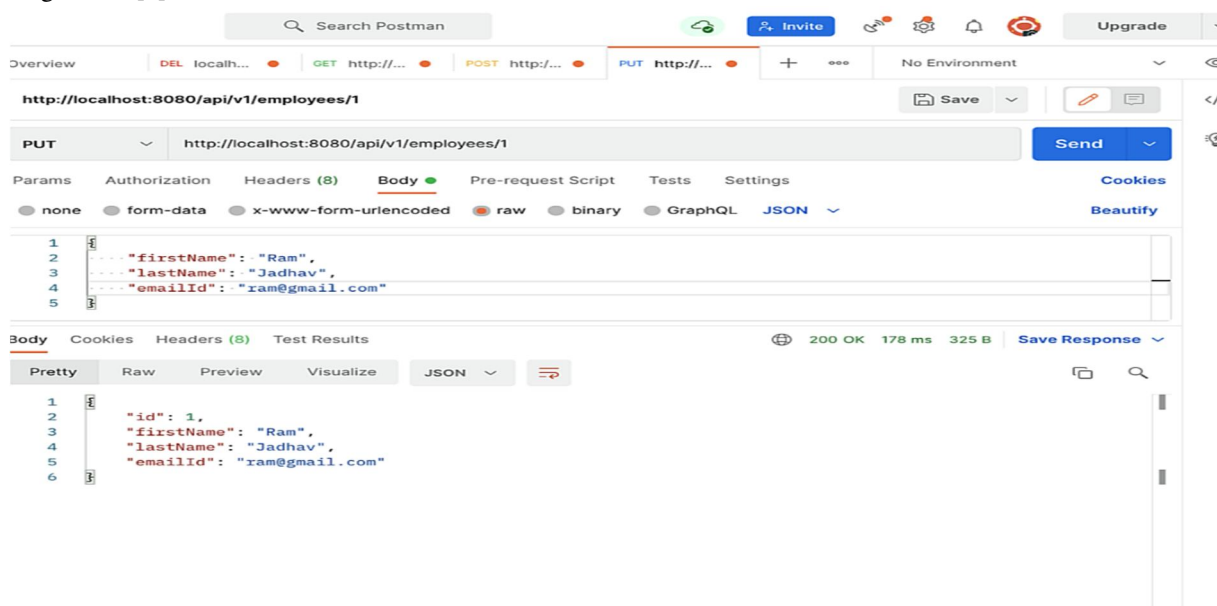 Search Postman
Invite
Upgrade
Overview
DEL localh...
GET http://...
POST http:/...
PUT http://...
No Environment
http://localhost:8080/api/v1/employees/1
Save
PUT
http://localhost:8080/api/v1/employees/1
Send
Params Authorization Headers (8) Body Pre-request Script Tests Settings Cookies
none form-data x-www-form-urlencoded raw binary GraphQL JSON Beautify
1 {
2 "firstName": "Ram",
3 "lastName": "Jadhav",
4 "emailId": "ram@gmail.com"
5 }
Body Cookies Headers (8) Test Results 200 OK 178 ms 325 B Save Response
Pretty Raw Preview Visualize JSON
1 {
2 "id": 1,
3 "firstName": "Ram",
4 "lastName": "Jadhav",
5 "emailId": "ram@gmail.com"
6 }